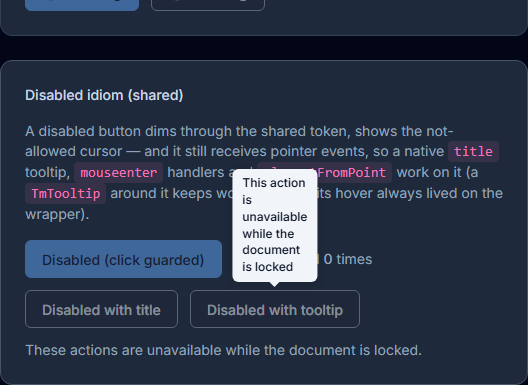 Disabled idiom (shared)
A disabled button dims through the shared token, shows the not-
allowed cursor — and it still receives pointer events, so a native title
tooltip, mouseenter handlers FromPoint work on it (a
TmTooltip around it keeps its hover always lived on the
wrapper).
This action
is
unavailable
while the
document
is locked
Disabled (click guarded) 0 times
Disabled with title Disabled with tooltip
These actions are unavailable while the document is locked.